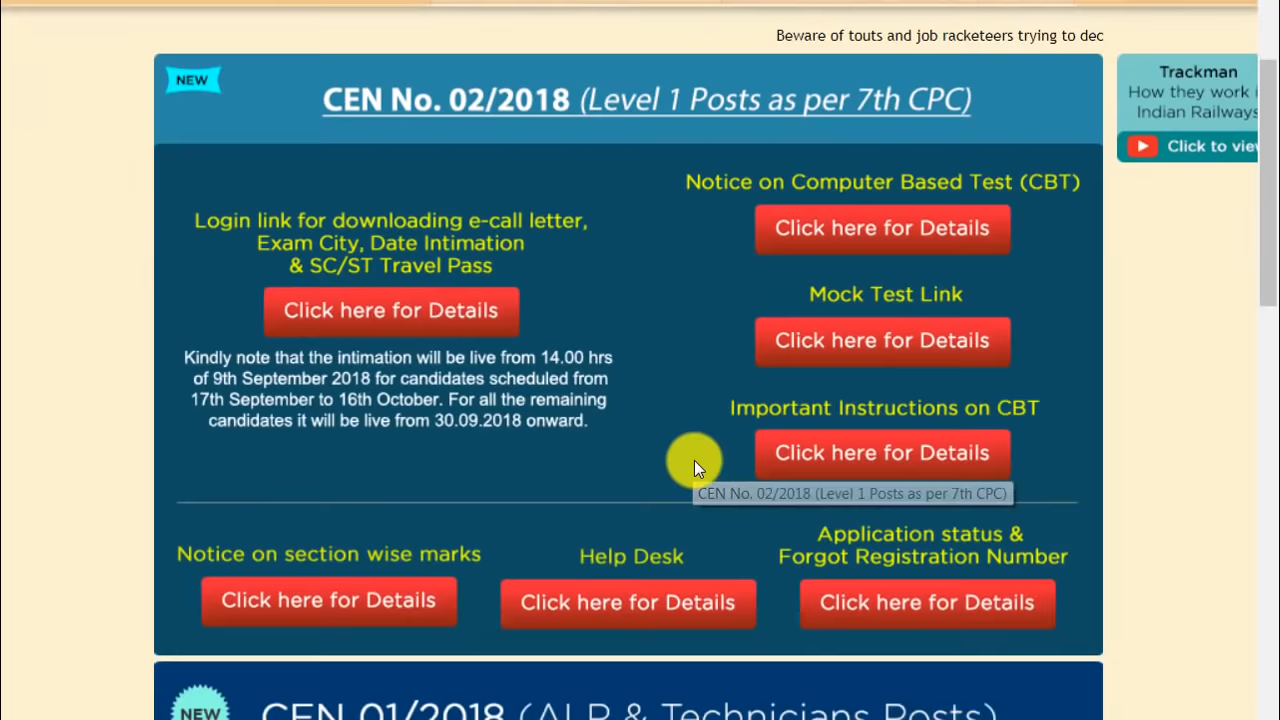 Beware of touts and job racketeers trying to dec
NEW
CEN No. 02/2018 (Level 1 Posts as per 7th CPC)
Trackman
How they work i
Indian Railways
Click to view
Login link for downloading e-call letter,
Exam City, Date Intimation
& SC/ST Travel Pass
Click here for Details
Kindly note that the intimation will be live from 14.00 hrs
of 9th September 2018 for candidates scheduled from
17th September to 16th October. For all the remaining
candidates it will be live from 30.09.2018 onward.
Notice on Computer Based Test (CBT)
Click here for Details
Mock Test Link
Click here for Details
Important Instructions on CBT
Click here for Details
CEN No. 02/2018 (Level 1 Posts as per 7th CPC)
Notice on section wise marks
Click here for Details
Help Desk
Click here for Details
Application status &
Forgot Registration Number
Click here for Details
NEW
CEN 01/2018 (ALP & Technicians Posts)